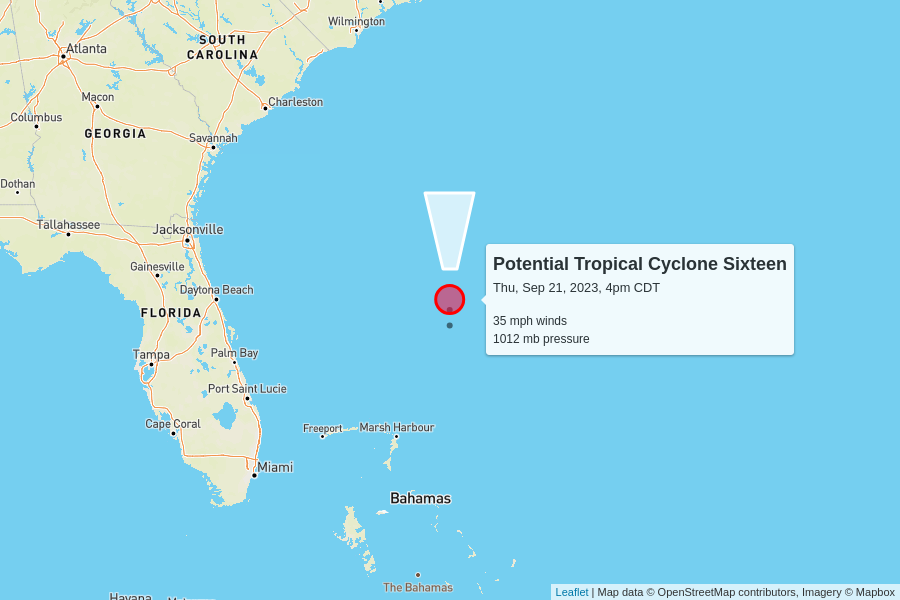 Wilmington
SOUTH
CAROLINA
Atlanta
Macon
Charleston
Columbus
GEORGIA
Savannah
Dothan
Tallahassee
Jacksonville
Gainesville
Potential Tropical Cyclone Sixteen
Thu, Sep 21, 2023, 4pm CDT
Daytona Beach
FLORIDA
35 mph winds
1012 mb pressure
Tampa
Palm Bay
Port Saint Lucie
Cape Coral
Freeport
Marsh Harbour
Miami
Bahamas
The Bahamas
Havana
Leaflet | Map data © OpenStreetMap contributors, Imagery © Mapbox